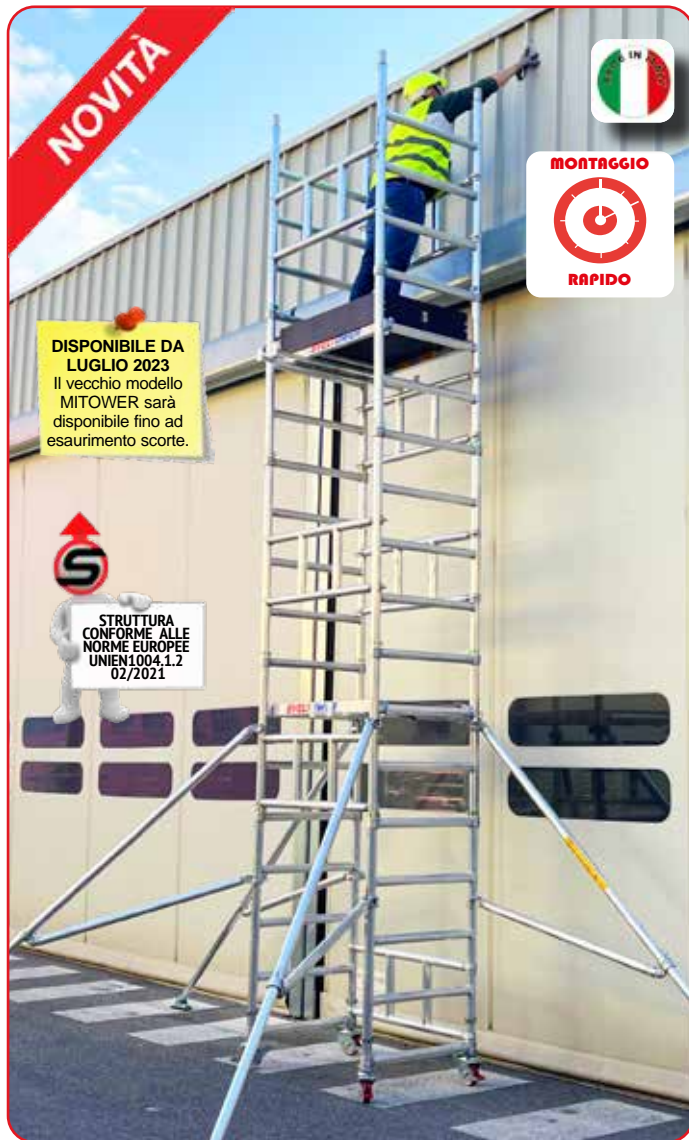 NOVITÀ
MONTAGGIO
RAPIDO
DISPONIBILE DA
LUGLIO 2023
Il vecchio modello
MITOWER sarà
disponibile fino ad
esaurimento scorte.
S
STRUTTURA
CONFORME ALLE
NORME EUROPEE
UNIEN1004.1.2
02/2021